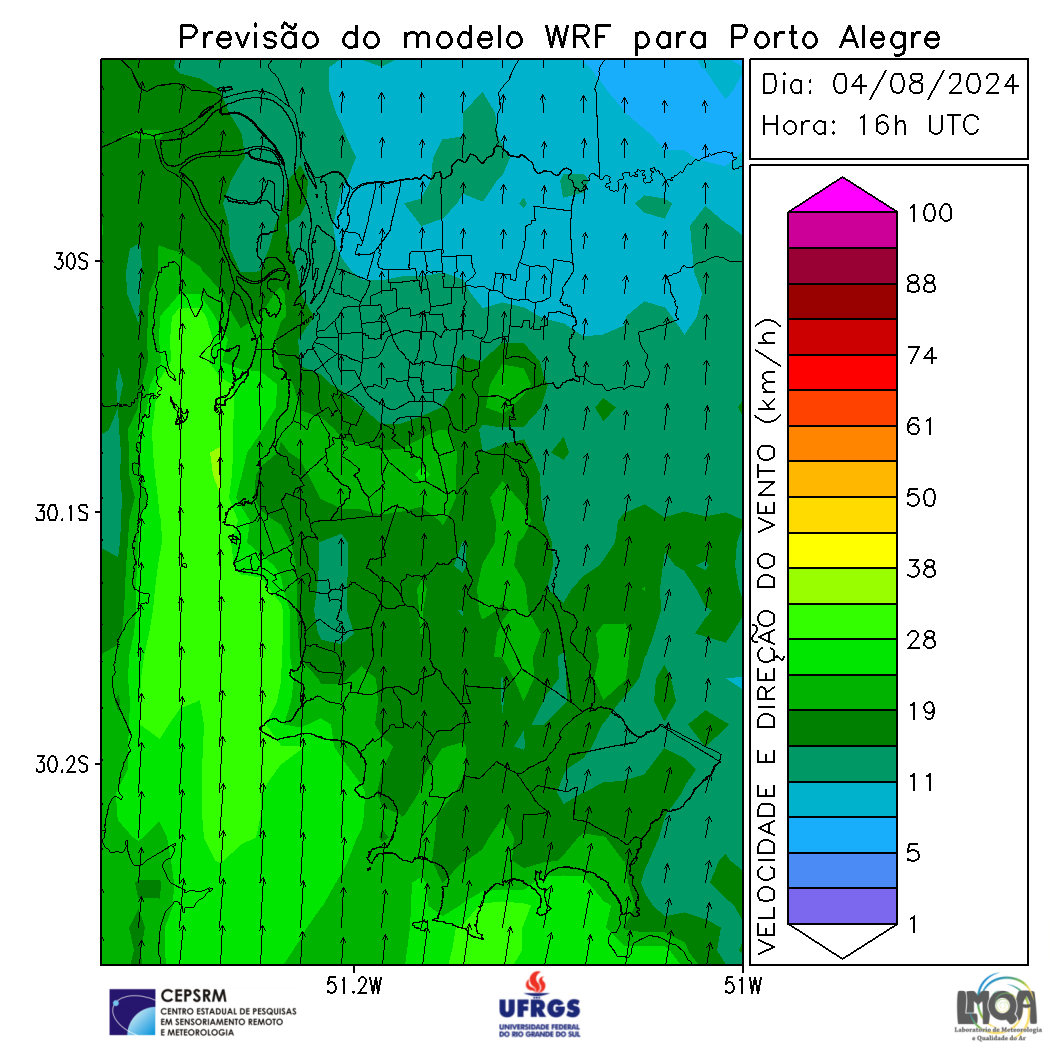 Previsão do modelo WRF para Porto Alegre
Dia: 04/08/2024
Hora: 16h UTC
30S
30.1S
30.2S
51.2W
51W
VELOCIDADE E DIREÇÃO DO VENTO (km/h)
100
88
74
61
50
38
28
19
11
5
1
CEPSRM
CENTRO ESTADUAL DE PESQUISAS
EM SENSORIAMENTO REMOTO
E METEOROLOGIA
UFRGS
UNIVERSIDADE FEDERAL
DO RIO GRANDE DO SUL
LMQA
Laboratório de Meteorologia
e Qualidade do Ar